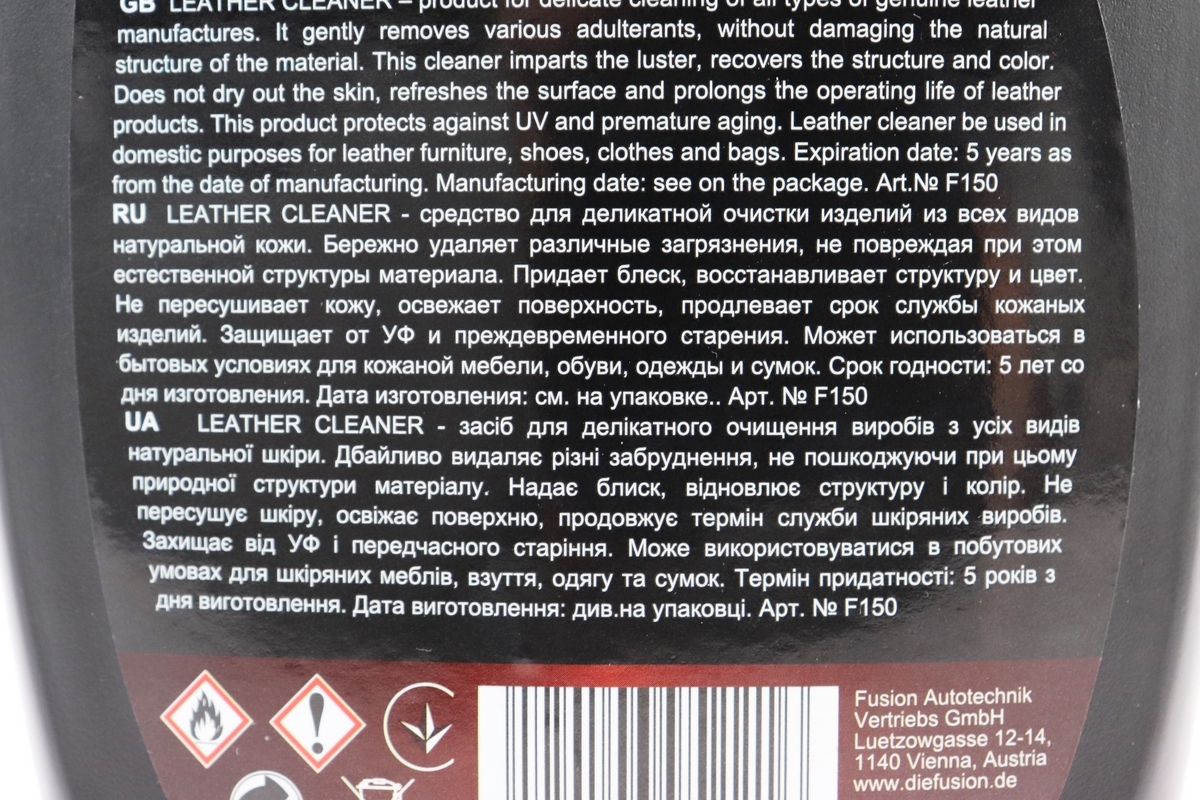 GB LEATHER CLEANER – product for delicate cleaning of all types of genuine leather
manufactures. It gently removes various adulterants, without damaging the natural
structure of the material. This cleaner imparts the luster, recovers the structure and color.
Does not dry out the skin, refreshes the surface and prolongs the operating life of leather
products. This product protects against UV and premature aging. Leather cleaner be used in
domestic purposes for leather furniture, shoes, clothes and bags. Expiration date: 5 years as
from the date of manufacturing. Manufacturing date: see on the package. Art.№ F150
RU LEATHER CLEANER - средство для деликатной очистки изделий из всех видов
натуральной кожи. Бережно удаляет различные загрязнения, не повреждая при этом
естественной структуры материала. Придает блеск, восстанавливает структуру и цвет.
Не пересушивает кожу, освежает поверхность, продлевает срок службы кожаных
изделий. Защищает от УФ и преждевременного старения. Может использоваться в
бытовых условиях для кожаной мебели, обуви, одежды и сумок. Срок годности: 5 лет со
дня изготовления. Дата изготовления: см. на упаковке.. Арт. № F150
UA LEATHER CLEANER - засіб для делікатного очищення виробів з усіх видів
натуральної шкіри. Дбайливо видаляє різні забруднення, не пошкоджуючи при цьому
природної структури матеріалу. Надає блиск, відновлює структуру і колір. Не
пересушує шкіру, освіжає поверхню, продовжує термін служби шкіряних виробів.
Захищає від УФ і передчасного старіння. Може використовуватися в побутових
умовах для шкіряних меблів, взуття, одягу та сумок. Термін придатності: 5 років з
дня виготовлення. Дата виготовлення: див.на упаковці. Арт. № F150
Fusion Autotechnik
Vertriebs GmbH
Luetzowgasse 12-14,
1140 Vienna, Austria
www.diefusion.de